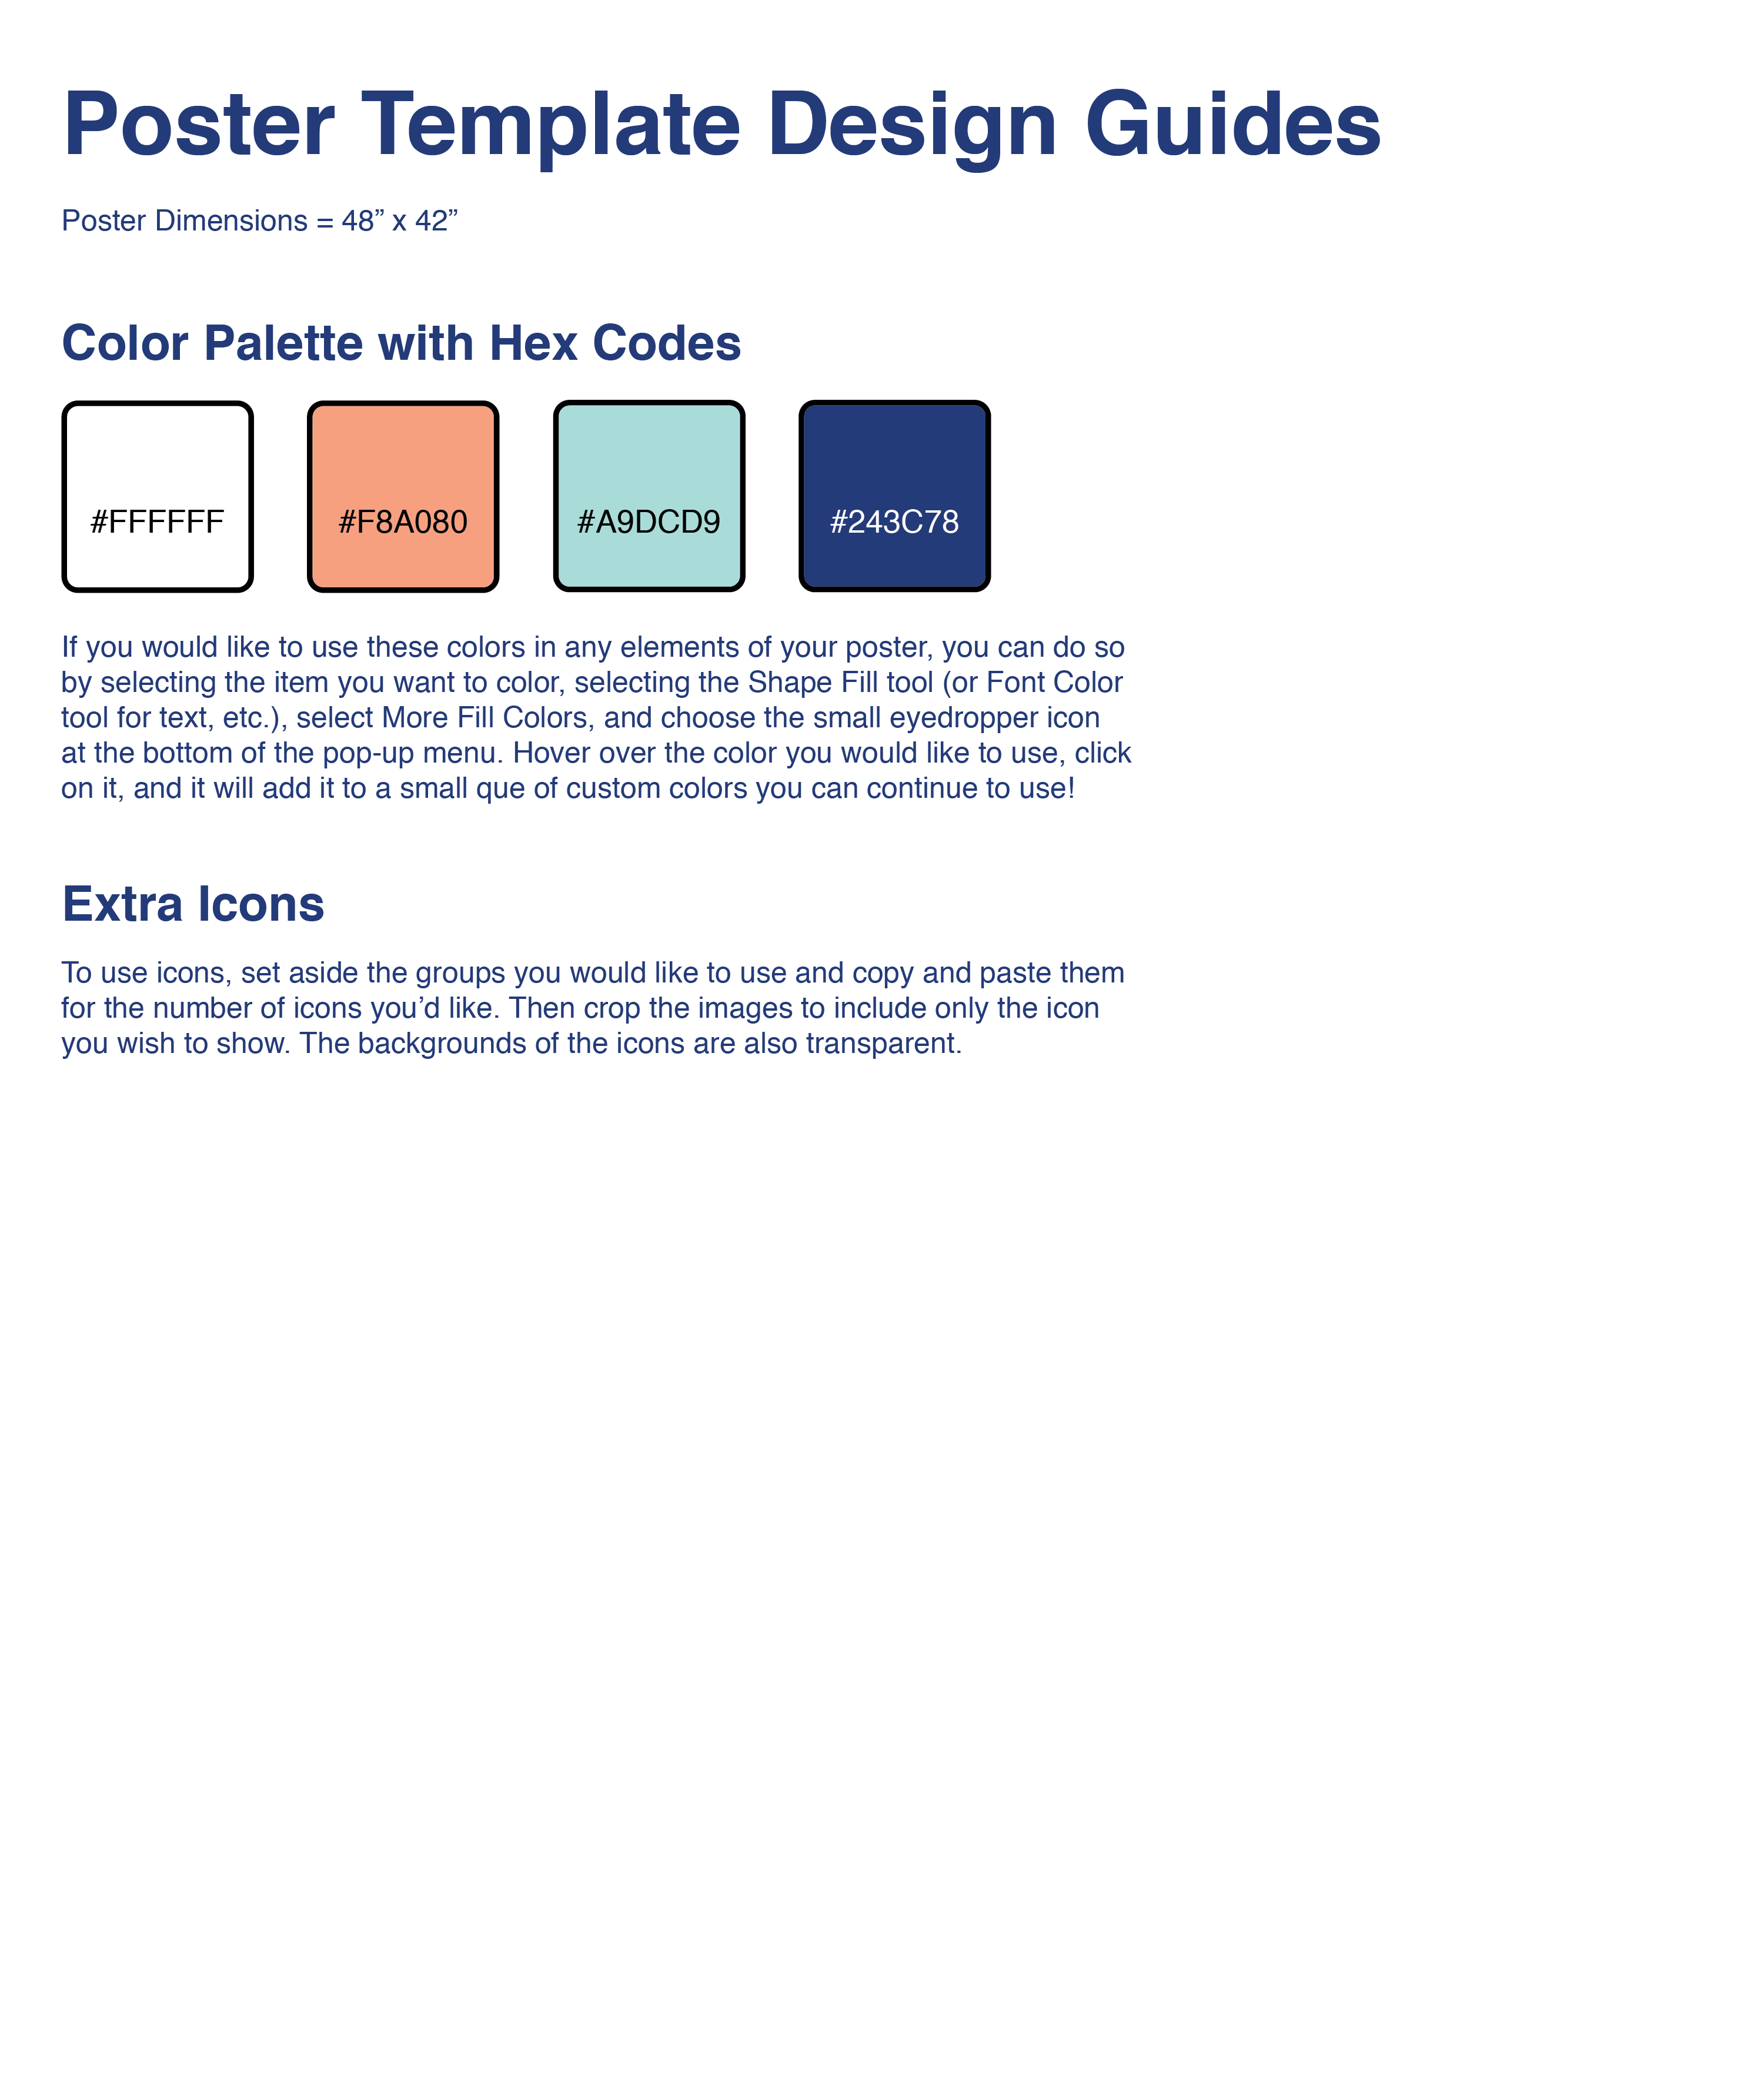 Poster Template Design Guides
Poster Dimensions = 48” x 42”
Color Palette with Hex Codes
#FFFFFF
#F8A080
#A9DCD9
#243C78
If you would like to use these colors in any elements of your poster, you can do so
by selecting the item you want to color, selecting the Shape Fill tool (or Font Color
tool for text, etc.), select More Fill Colors, and choose the small eyedropper icon
at the bottom of the pop-up menu. Hover over the color you would like to use, click
on it, and it will add it to a small que of custom colors you can continue to use!
Extra Icons
To use icons, set aside the groups you would like to use and copy and paste them
for the number of icons you’d like. Then crop the images to include only the icon
you wish to show. The backgrounds of the icons are also transparent.